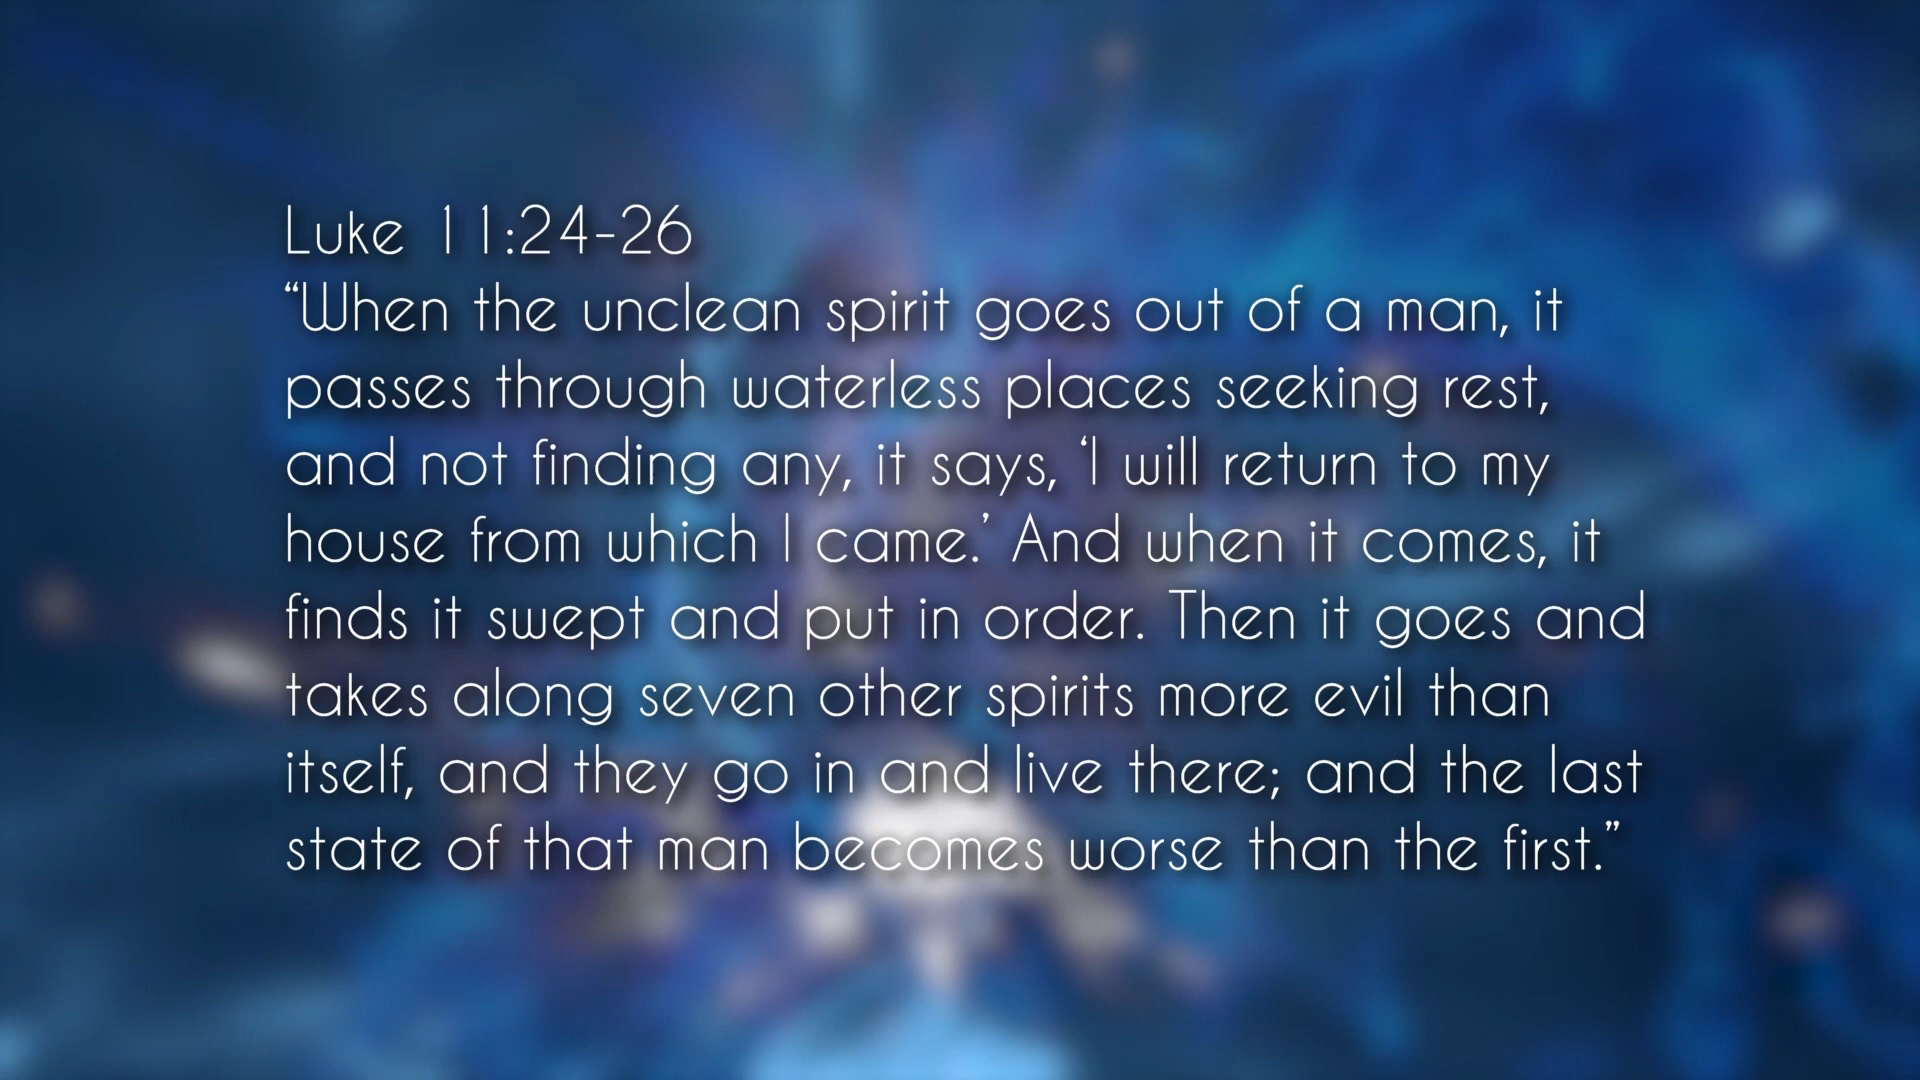 Luke 11:24-26
“When the unclean spirit goes out of a man, it
passes through waterless places seeking rest,
and not finding any, it says, ‘I will return to my
house from which I came.’ And when it comes, it
finds it swept and put in order. Then it goes and
takes along seven other spirits more evil than
itself, and they go in and live there; and the last
state of that man becomes worse than the first.”